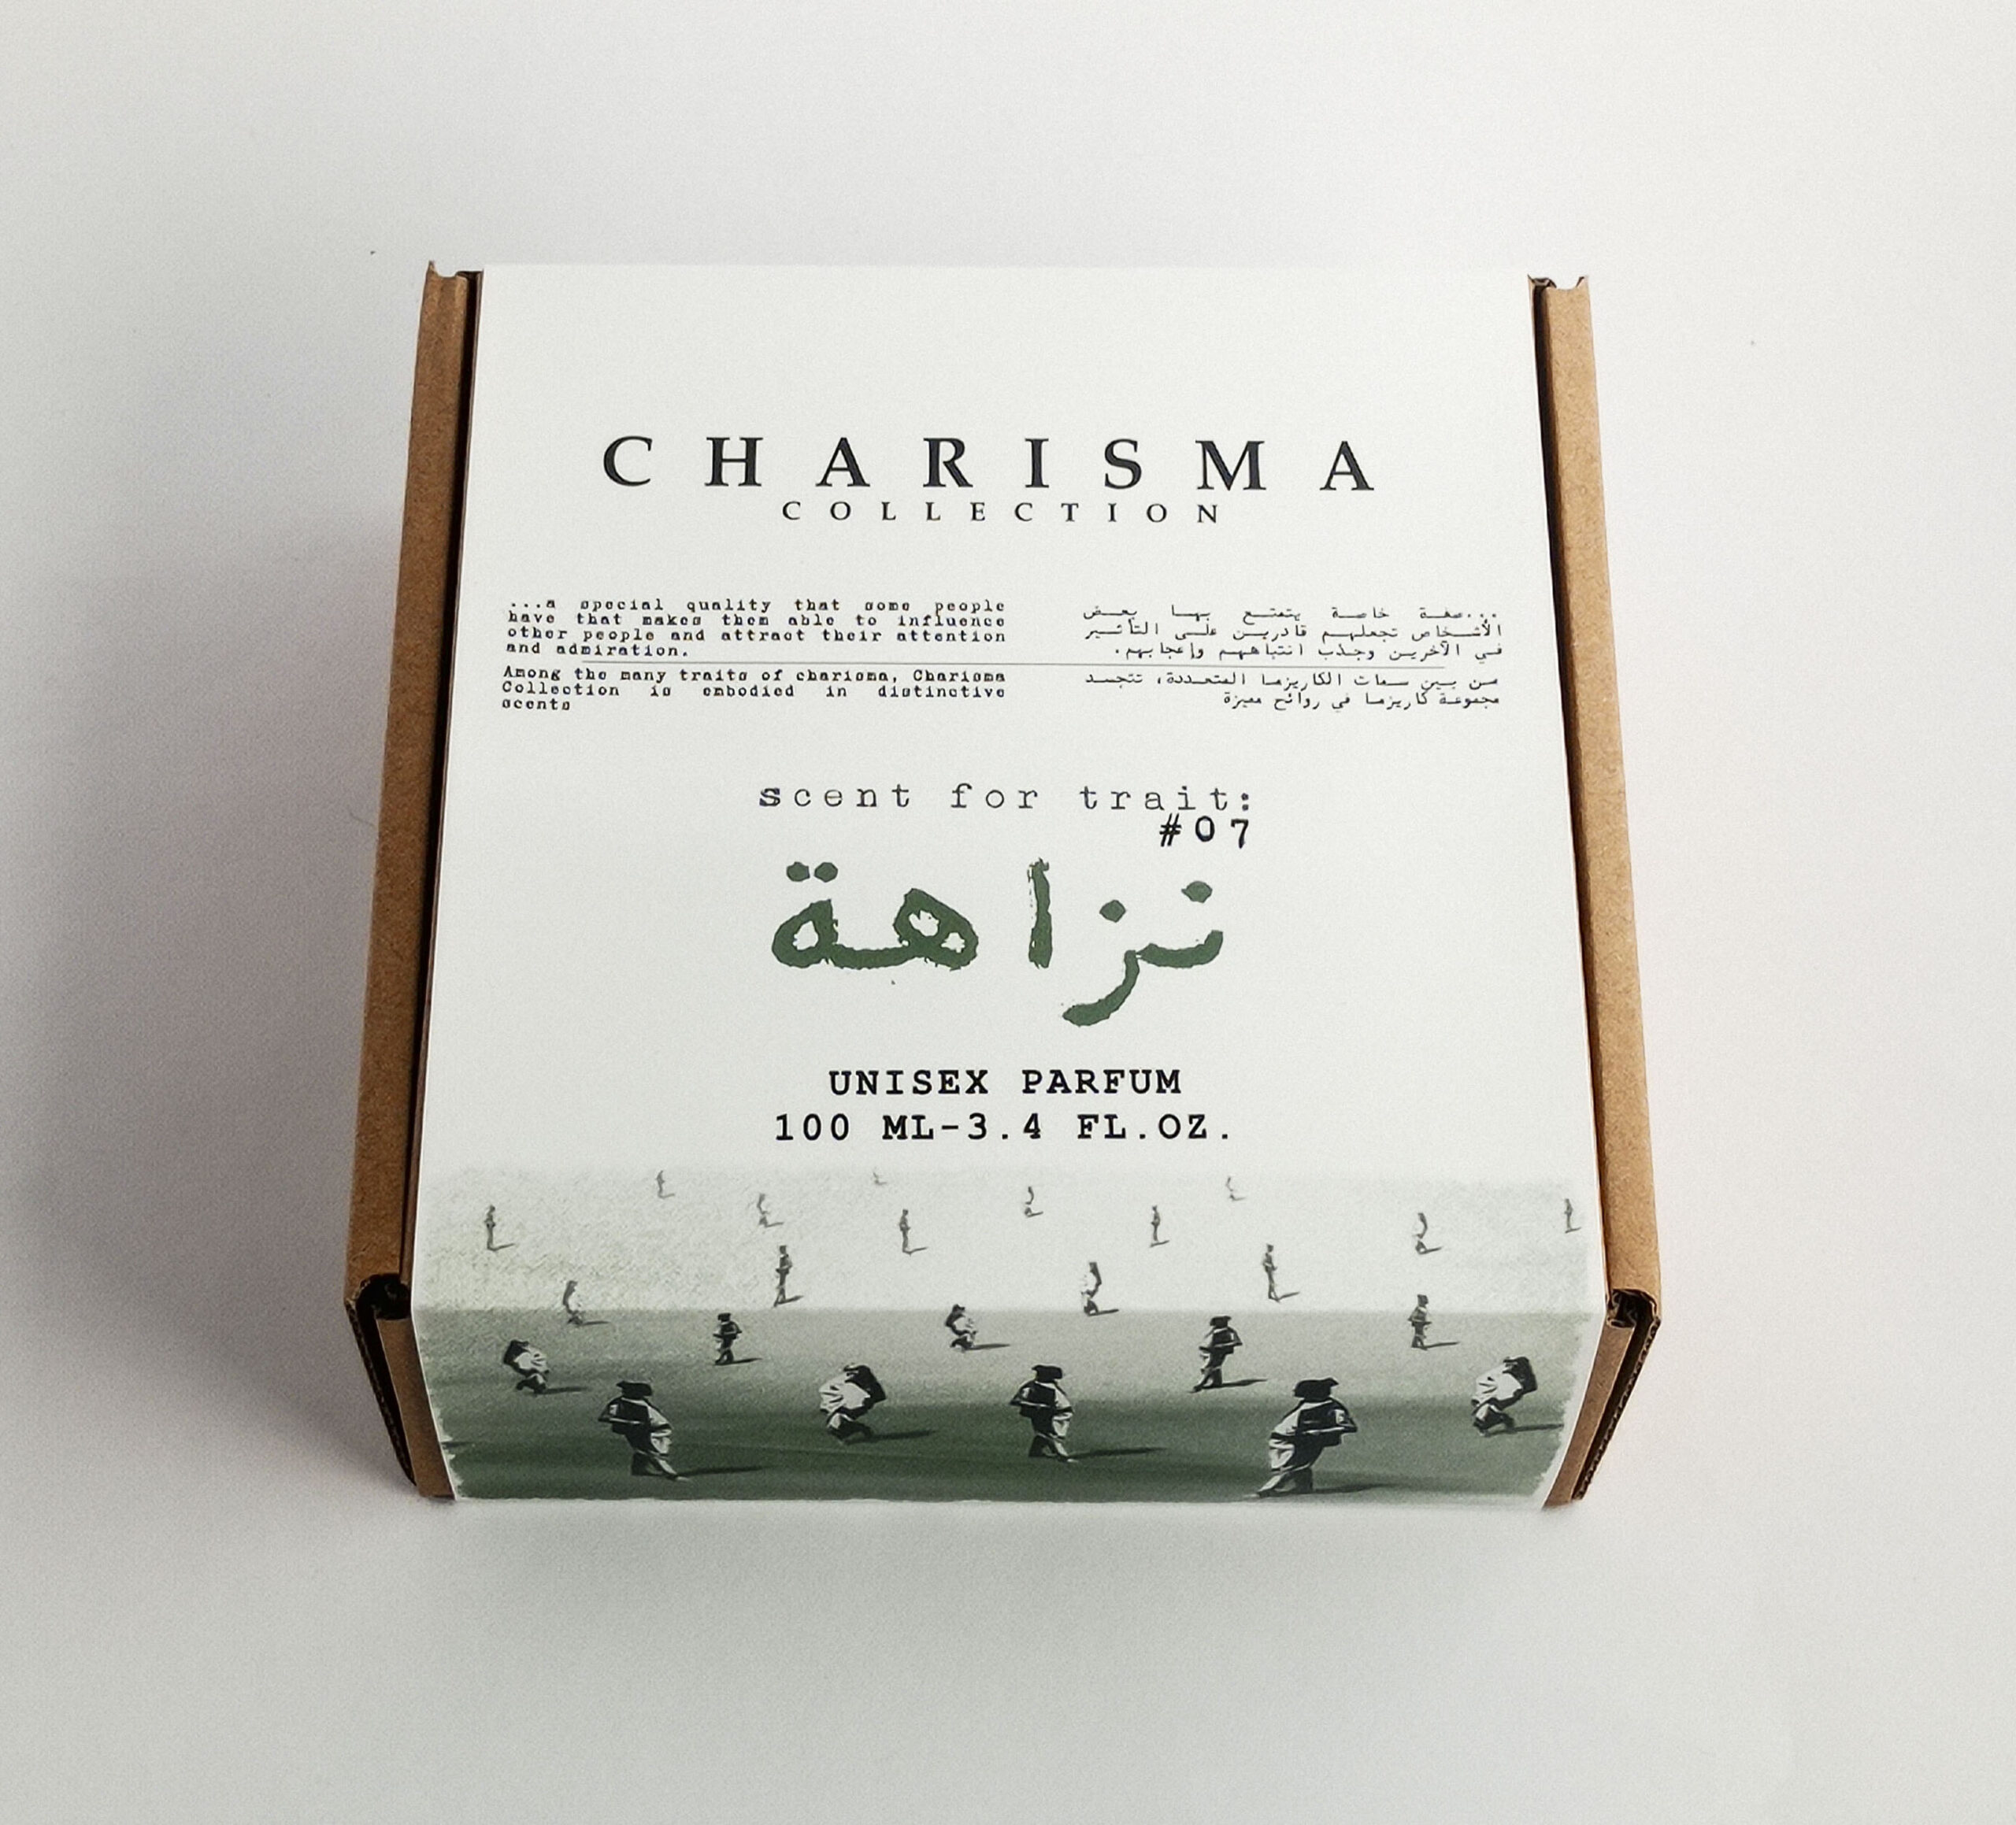 CHARISMA
COLLECTION
...a special quality that some people
have that makes them able to influence
other people and attract their attention
and admiration.
Among the many traits of charisma, Charisma
Collection is embodied in distinctive
scents
...صفة خاصة يتمتع بها بعض
الأشخاص تجعلهم قادرين على التأثير
في الآخرين وجذب انتباههم وإعجابهم.
من بين سمات الكاريزما المتعددة، تتجسد
مجموعة كاريزما في روائح مميزة
scent for trait:
#07
نزاهة
UNISEX PARFUM
100 ML-3.4 FL.OZ.